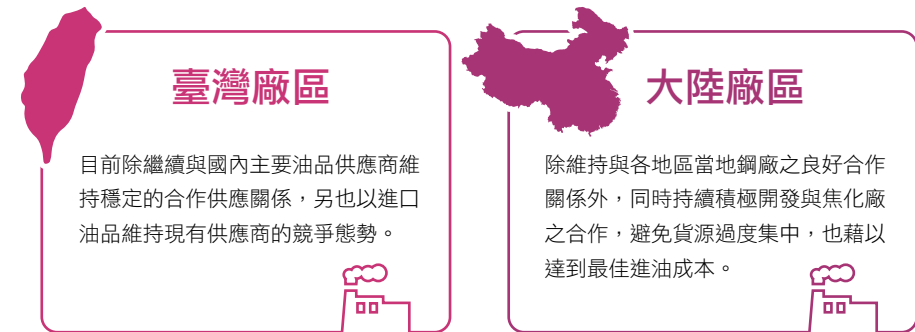 臺灣廠區
目前除繼續與國內主要油品供應商維
持穩定的合作供應關係，另也以進口
油品維持現有供應商的競爭態勢。
大陸廠區
除維持與各地區當地鋼廠之良好合作
關係外，同時持續積極開發與焦化廠
之合作，避免貨源過度集中，也藉以
達到最佳進油成本。